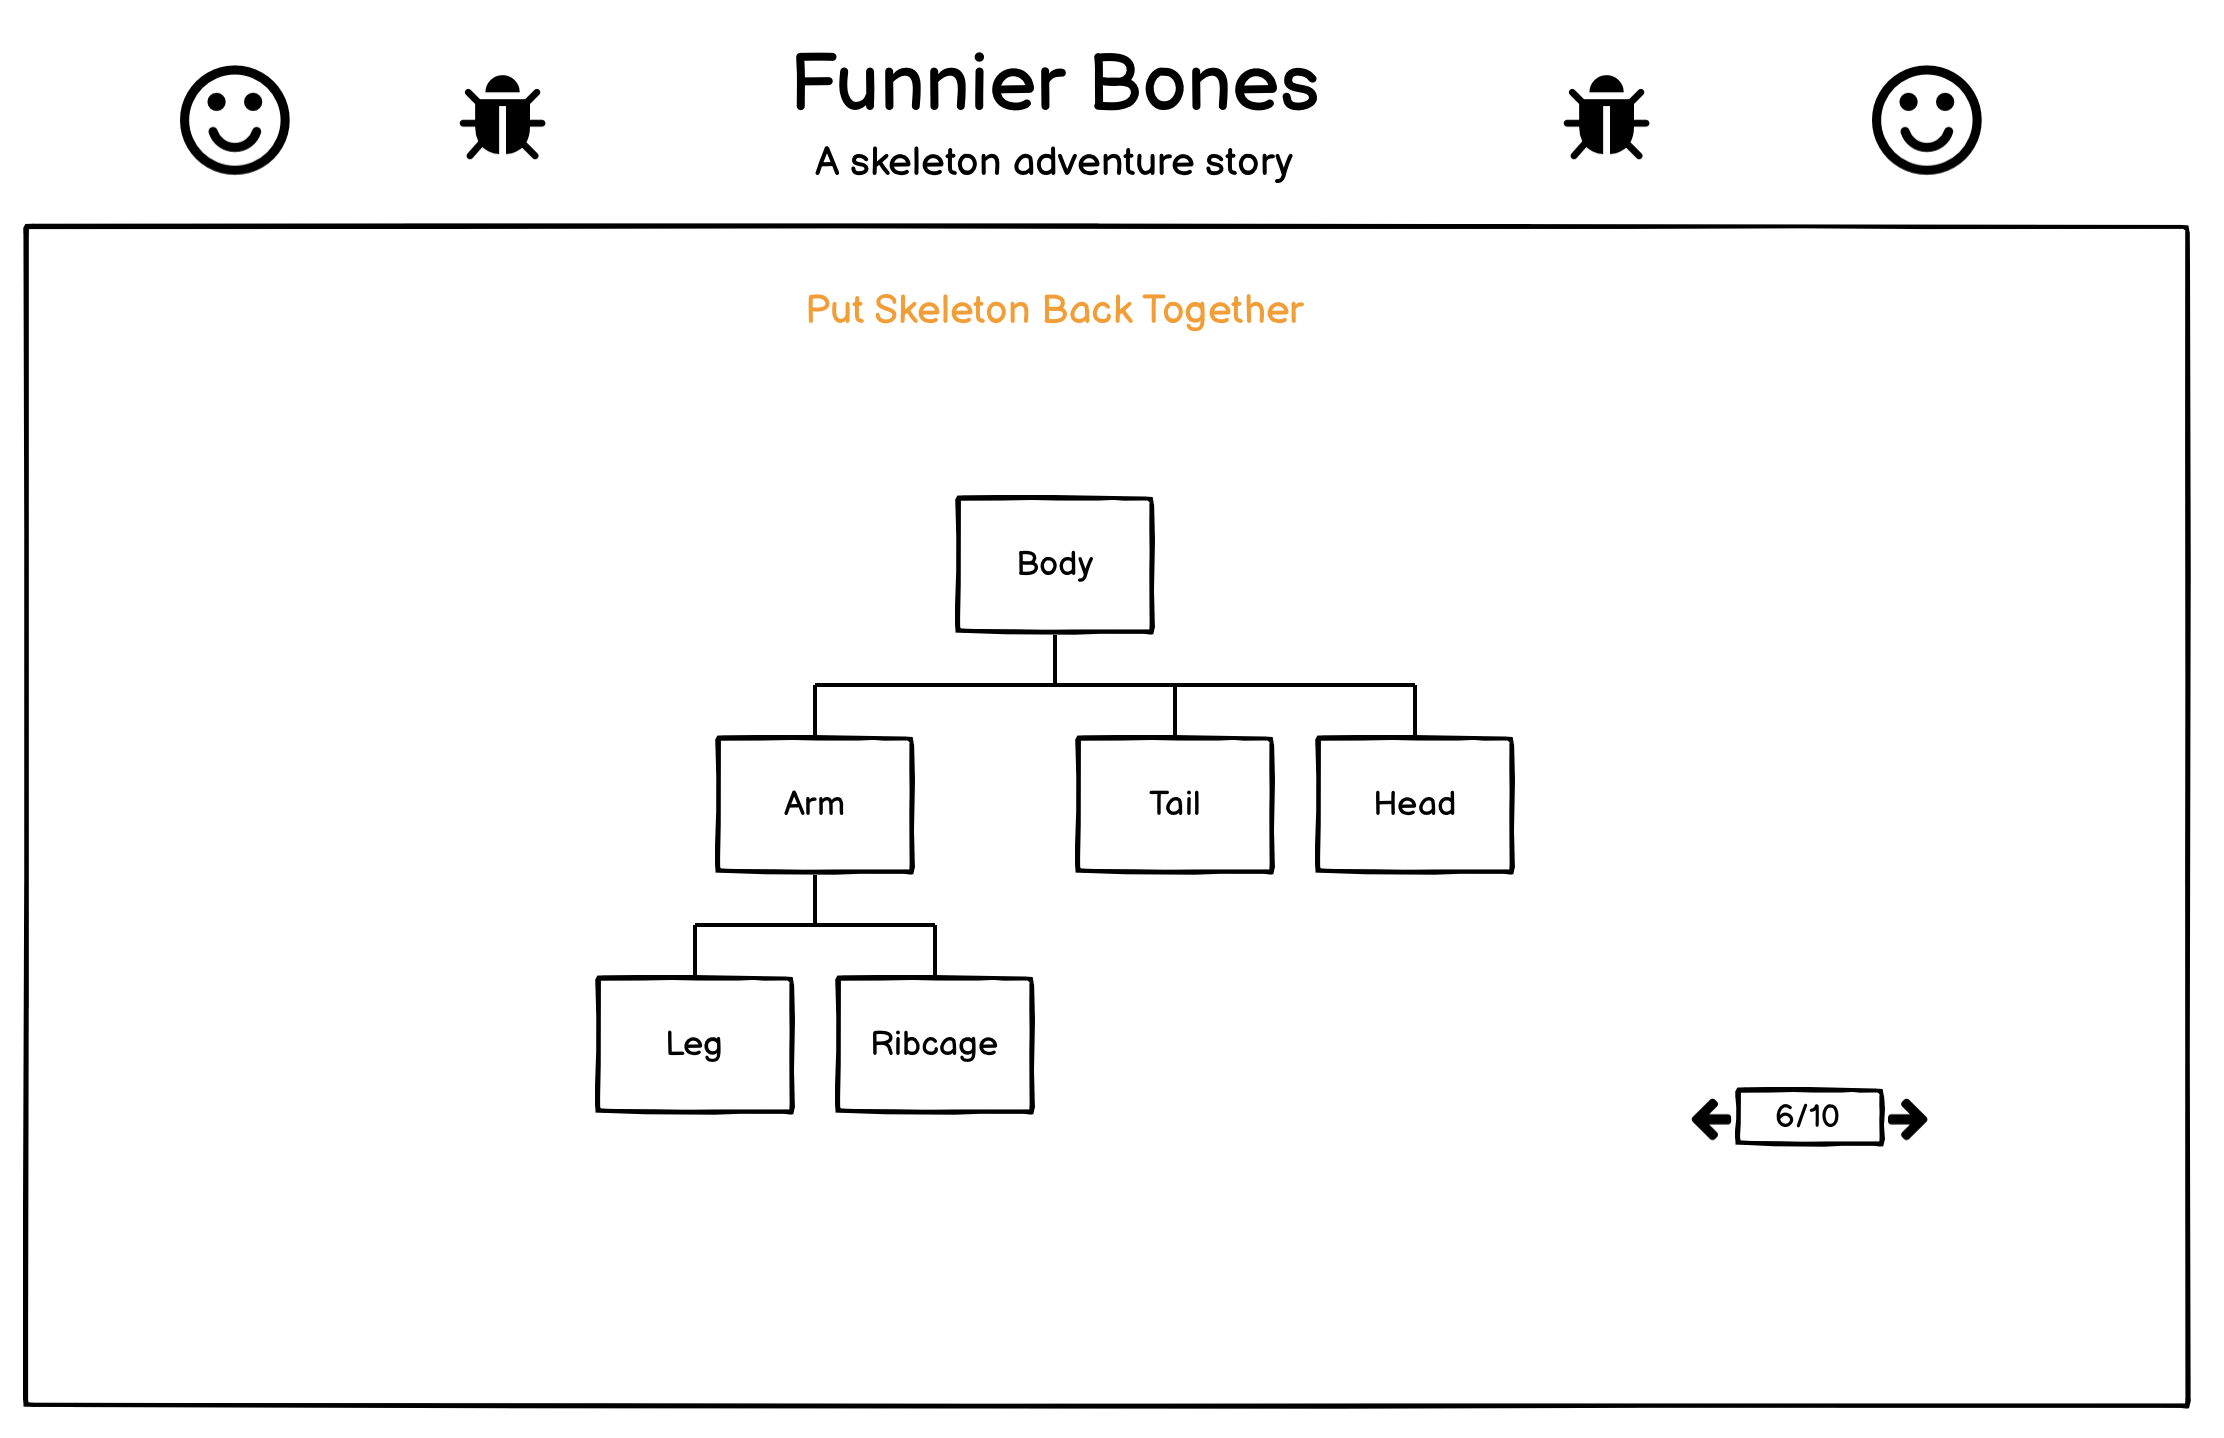 Funnier Bones
A skeleton adventure story
Put Skeleton Back Together
Body
Arm
Tail
Head
Leg
Ribcage
6/10